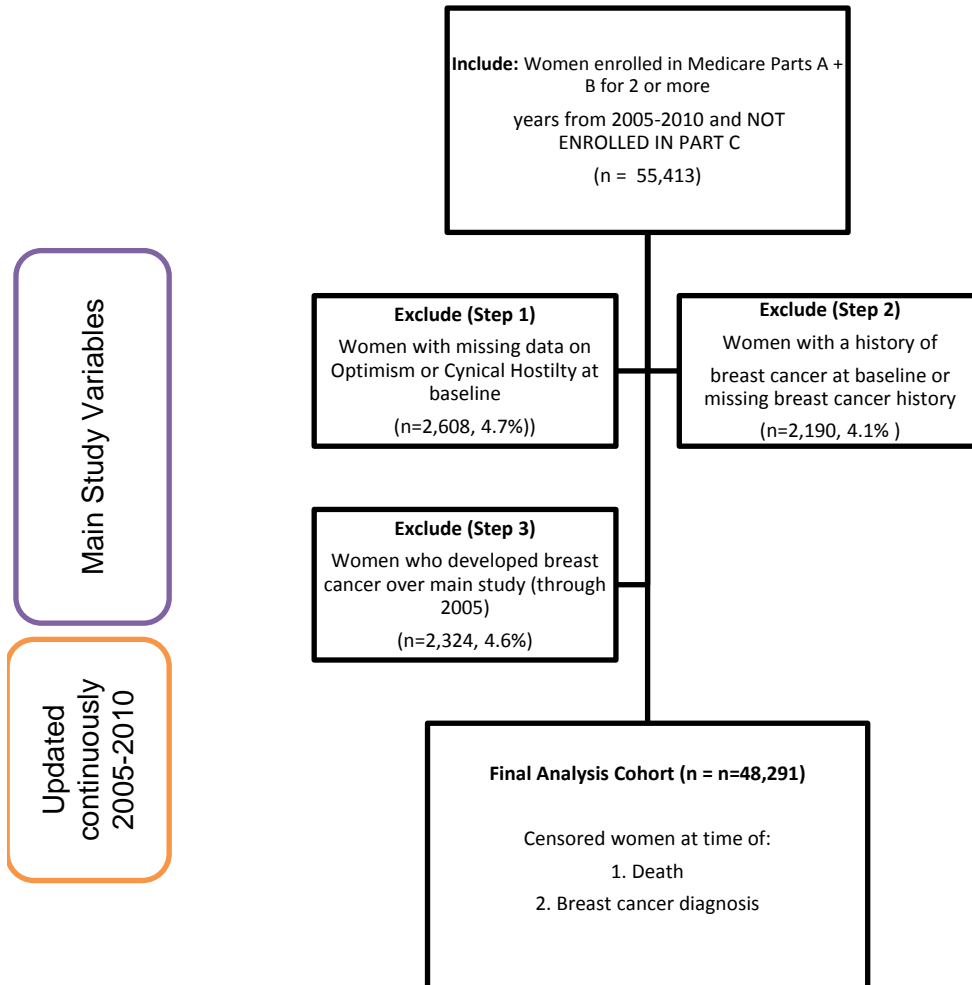 Include: Women enrolled in Medicare Parts A +
B for 2 or more
years from 2005-2010 and NOT
ENROLLED IN PART C
(n = 55,413)
Main Study Variables
Exclude (Step 1)
Women with missing data on
Optimism or Cynical Hostilty at
baseline
(n=2,608, 4.7%))
Exclude (Step 2)
Women with a history of
breast cancer at baseline or
missing breast cancer history
(n=2,190, 4.1% )
Exclude (Step 3)
Women who developed breast
cancer over main study (through
2005)
(n=2,324, 4.6%)
Updated
continuously
2005-2010
Final Analysis Cohort (n = n=48,291)
Censored women at time of:
1. Death
2. Breast cancer diagnosis